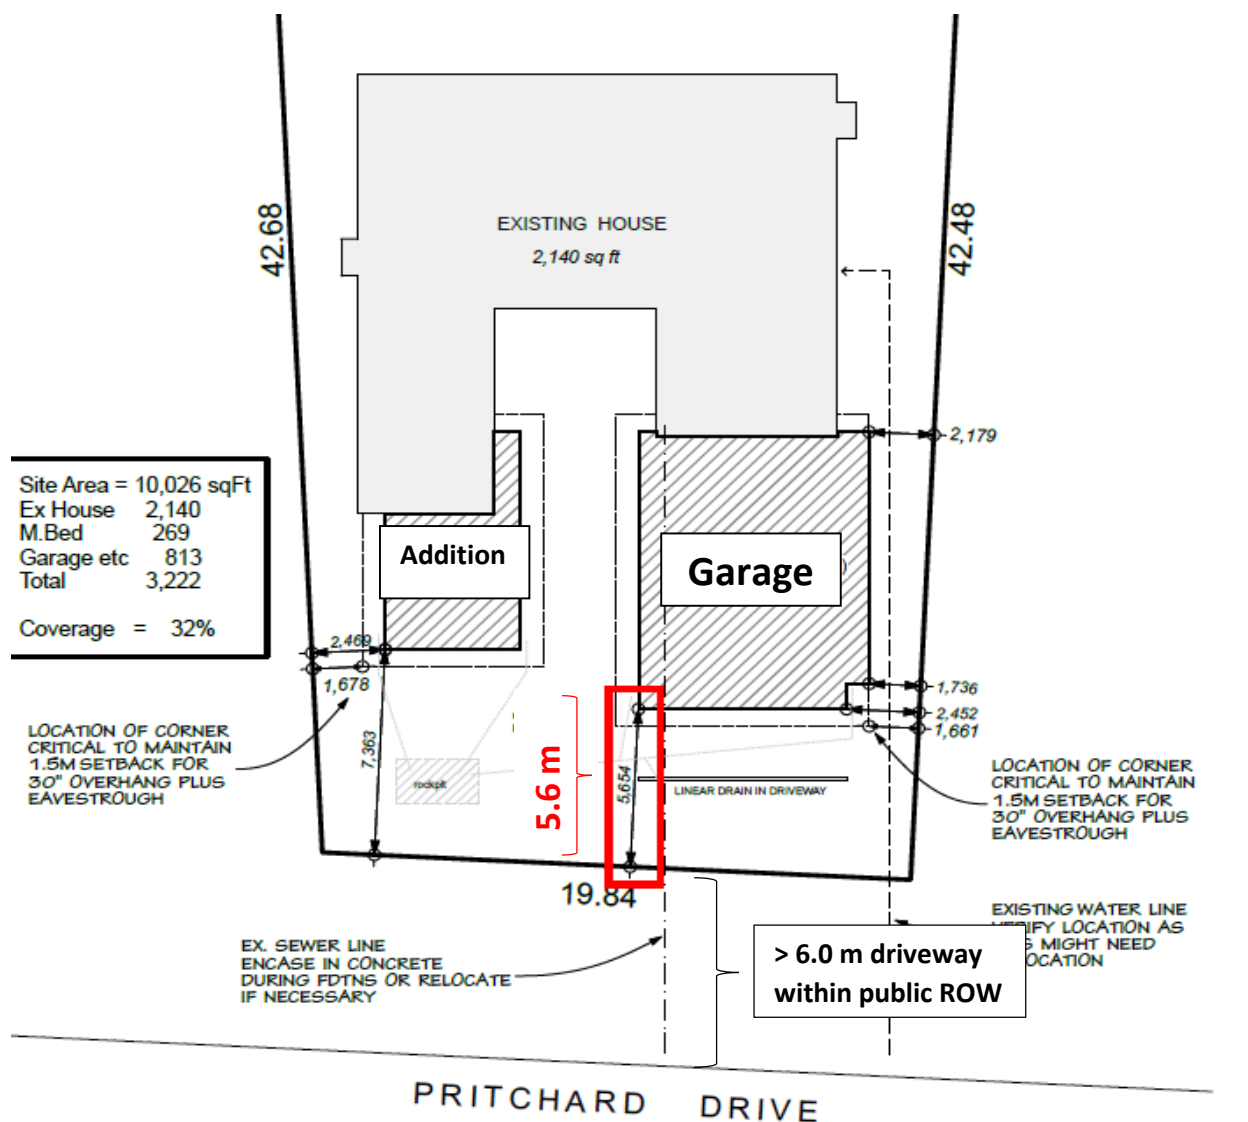 42.68
EXISTING HOUSE
2,140 sq ft
42.48
2,179
Site Area = 10,026 sqFt
Ex House 2,140
M.Bed 269
Garage etc 813
Total 3,222
Coverage = 32%
Addition
Garage
)
2,469
1,678
1,736
2,452
1,661
LOCATION OF CORNER
CRITICAL TO MAINTAIN
1.5M SETBACK FOR
30" OVERHANG PLUS
EAVESTROUGH
7,363
rockpit
5.6 m
5,654
LINEAR DRAIN IN DRIVEWAY
LOCATION OF CORNER
CRITICAL TO MAINTAIN
1.5M SETBACK FOR
30" OVERHANG PLUS
EAVESTROUGH
19.84
EX. SEWER LINE
ENCASE IN CONCRETE
DURING FDTNS OR RELOCATE
IF NECESSARY
> 6.0 m driveway
within public ROW
EXISTING WATER LINE
VERIFY LOCATION AS
MIGHT NEED
PRITCHARD DRIVE